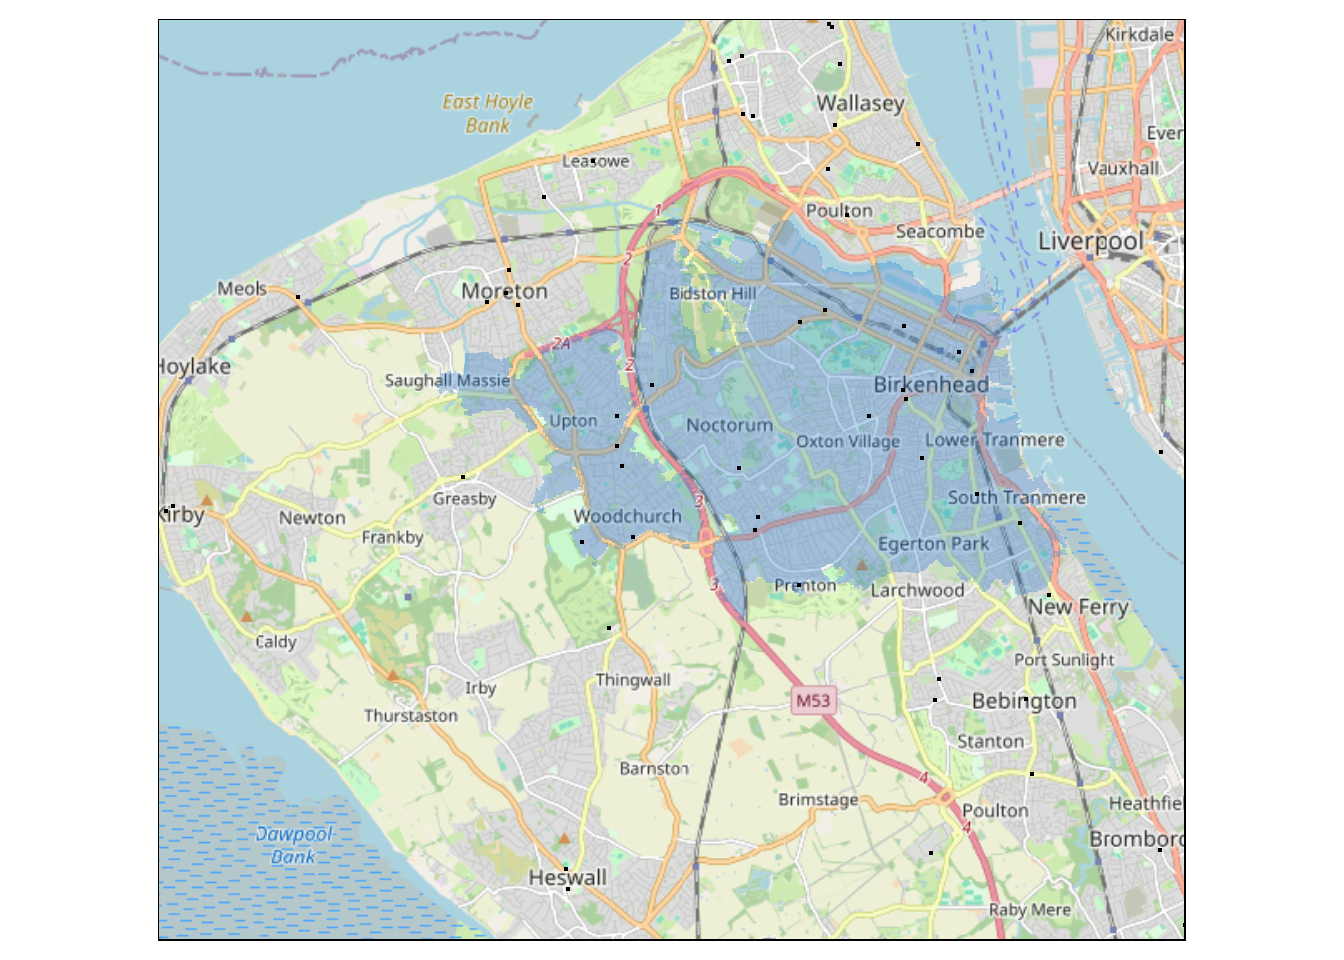 Kirkdale
East Hoyle
Bank
Wallasey
Ever
Leasowe
Vauxhall
1
Poulton
Seacombe
Liverpool
2
Meols
Moreton
Bidston Hill
2A
Hoylake
2
Saughall Massie
Birkenhead
Upton
Noctorum
Oxton Village
Lower Tranmere
Greasby
3
South Tranmere
Kirby
Newton
Woodchurch
Frankby
Egerton Park
3
Prenton
Larchwood
New Ferry
Caldy
Port Sunlight
Irby
Thingwall
M53
Bebington
Thurstaston
Stanton
Barnston
4
Brimstage
Heathfie
Poulton
4
Dawpool
Bank
Bromboro
Heswall
Raby Mere